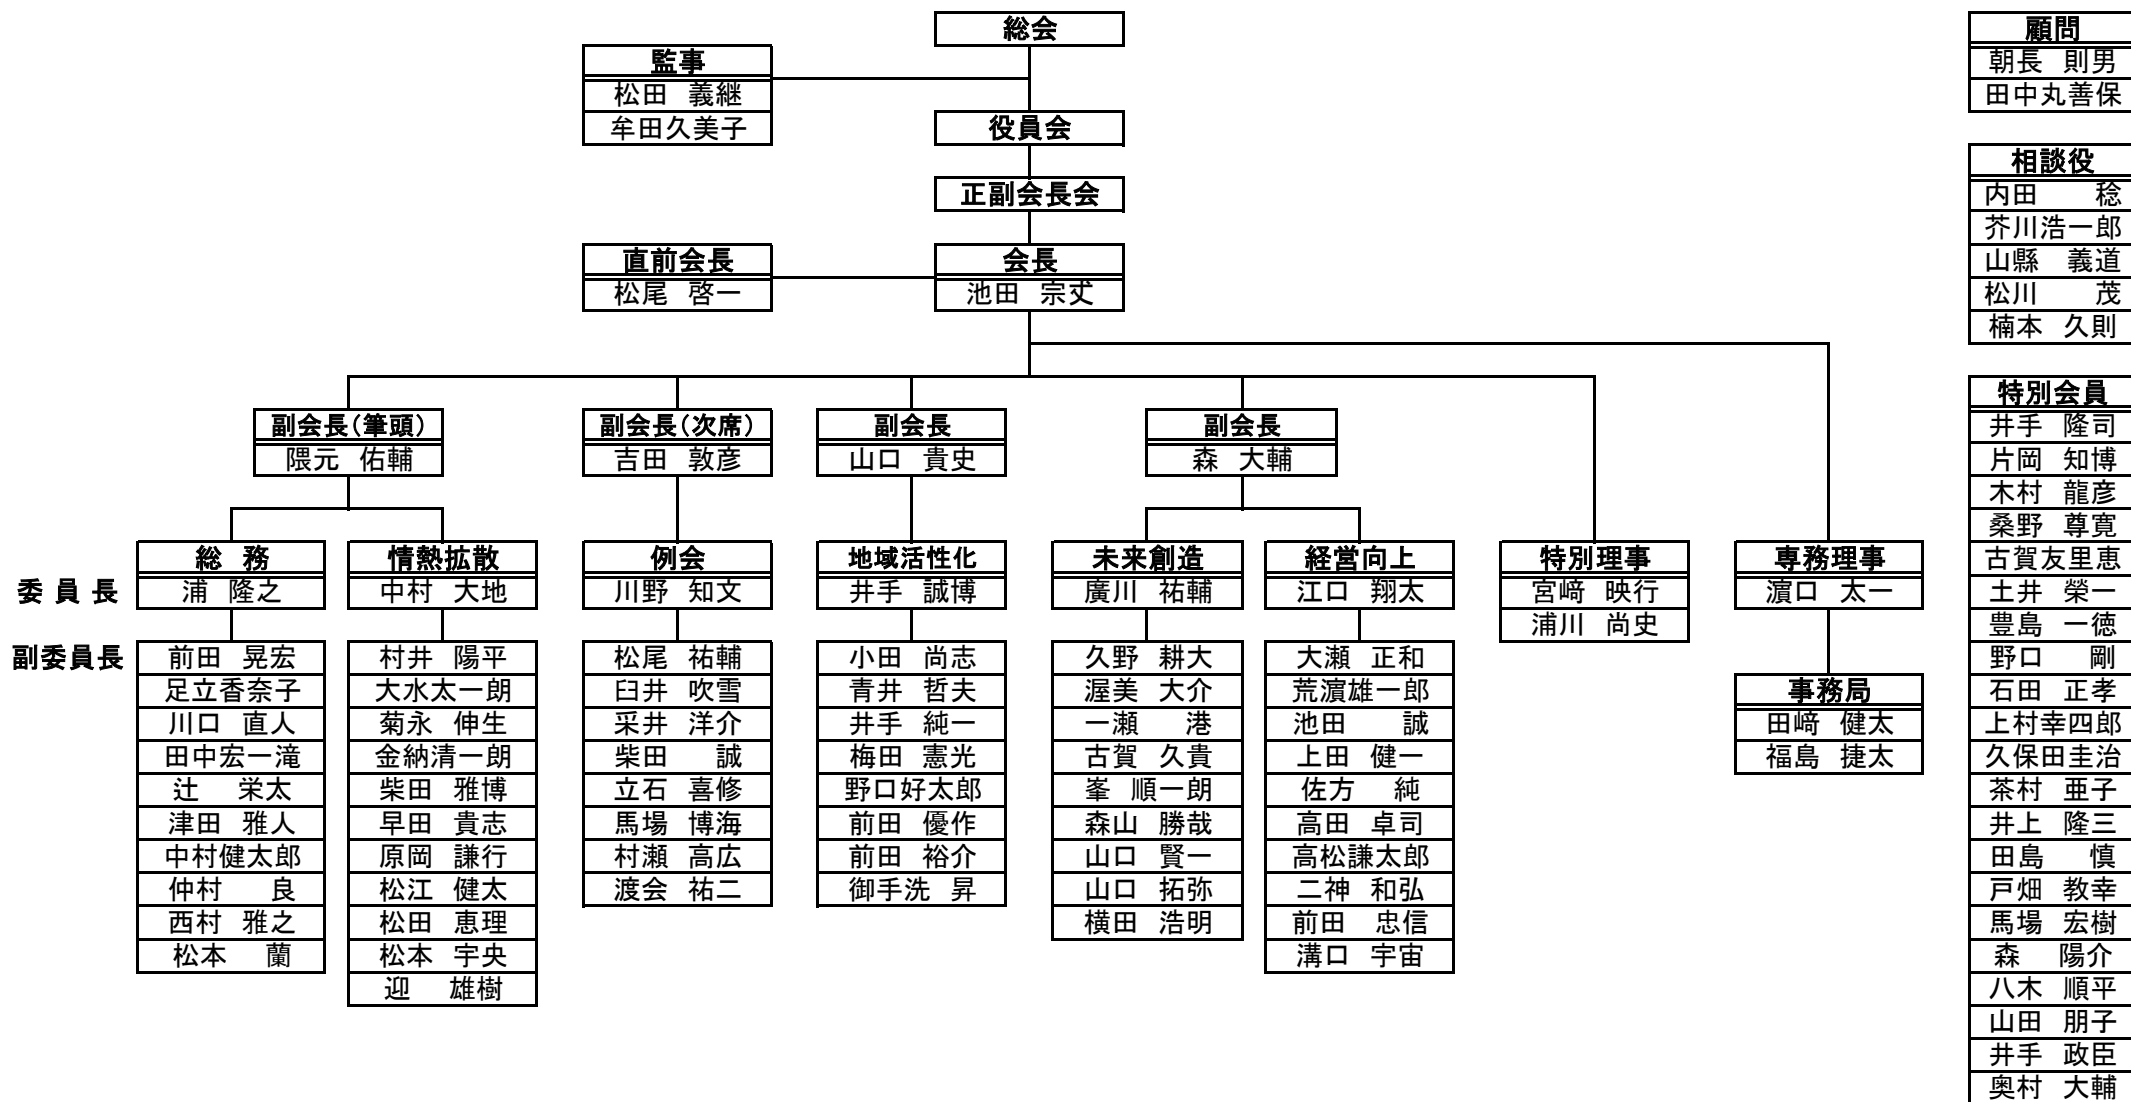 総会
監事
松田 義継
牟田久美子
役員会
正副会長会
直前会長
松尾 啓一
会長
池田 宗丈
副会長(筆頭)
隈元 佑輔
副会長(次席)
吉田 敦彦
副会長
山口 貴史
副会長
森 大輔
委員長
副委員長
総 務
浦 隆之
前田 晃宏
足立香奈子
川口 直人
田中宏一滝
辻 栄太
津田 雅人
中村健太郎
仲村 良
西村 雅之
松本 蘭
情熱拡散
中村 大地
村井 陽平
大水太一朗
菊永 伸生
金納清一朗
柴田 雅博
早田 貴志
原岡 謙行
松江 健太
松田 恵理
松本 宇央
迎 雄樹
例会
川野 知文
松尾 祐輔
臼井 吹雪
采井 洋介
柴田 誠
立石 喜修
馬場 博海
村瀬 高広
渡会 祐二
地域活性化
井手 誠博
小田 尚志
青井 哲夫
井手 純一
梅田 憲光
野口好太郎
前田 優作
前田 裕介
御手洗 昇
未来創造
廣川 祐輔
久野 耕大
渥美 大介
一瀬 港
古賀 久貴
峯 順一朗
森山 勝哉
山口 賢一
山口 拓弥
横田 浩明
経営向上
江口 翔太
大瀬 正和
荒濵雄一郎
池田 誠
上田 健一
佐方 純
高田 卓司
高松謙太郎
二神 和弘
前田 忠信
溝口 宇宙
特別理事
宮﨑 映行
浦川 尚史
専務理事
濵口 太一
事務局
田﨑 健太
福島 捷太
顧問
朝長 則男
田中丸善保
相談役
内田 稔
芥川浩一郎
山縣 義道
松川 茂
楠本 久則
特別会員
井手 隆司
片岡 知博
木村 龍彦
桑野 尊寛
古賀友里恵
土井 榮一
豊島 一徳
野口 剛
石田 正孝
上村幸四郎
久保田圭治
茶村 亜子
井上 隆三
田島 慎
戸畑 教幸
馬場 宏樹
森 陽介
八木 順平
山田 朋子
井手 政臣
奥村 大輔